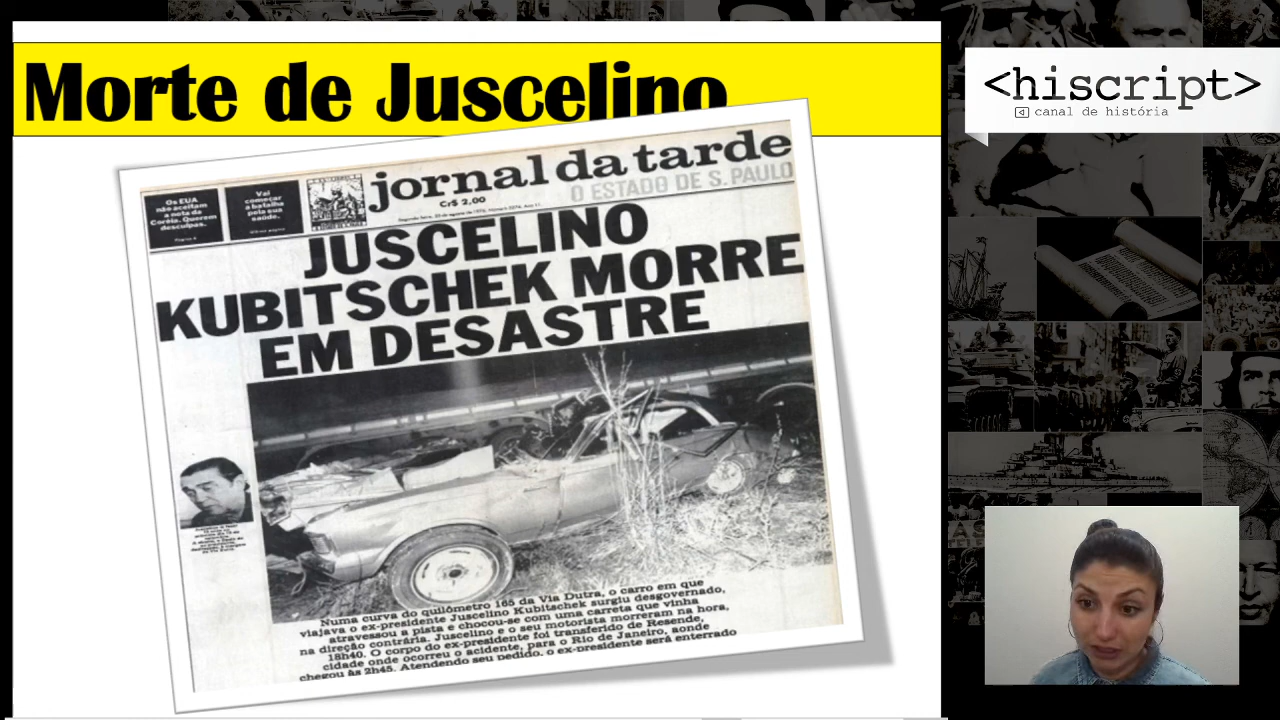 Morte de Juscelino
<hiscript>
canal de história
Os EUA
não aceitam
a nota da
Coréia. Querem
desculpas.
Vai
começar
a batalha
pela sua
saúde.
jornal da tarde
O ESTADO DE S. PAULO
Cr$ 2,00
JUSCELINO
KUBITSCHEK MORRE
EM DESASTRE
Numa curva do quilômetro 165 da Via Dutra, o carro em que
viajava o ex-presidente Juscelino Kubitschek surgiu desgovernado,
atravessou a pista e chocou-se com uma carreta que vinha
na direção contrária. Juscelino e o seu motorista morreram na hora,
18h40. O corpo do ex-presidente foi transferido de Resende,
cidade onde ocorreu o acidente, para o Rio de Janeiro, aonde
chegou às 2h45. Atendendo seu pedido, o ex-presidente será enterrado